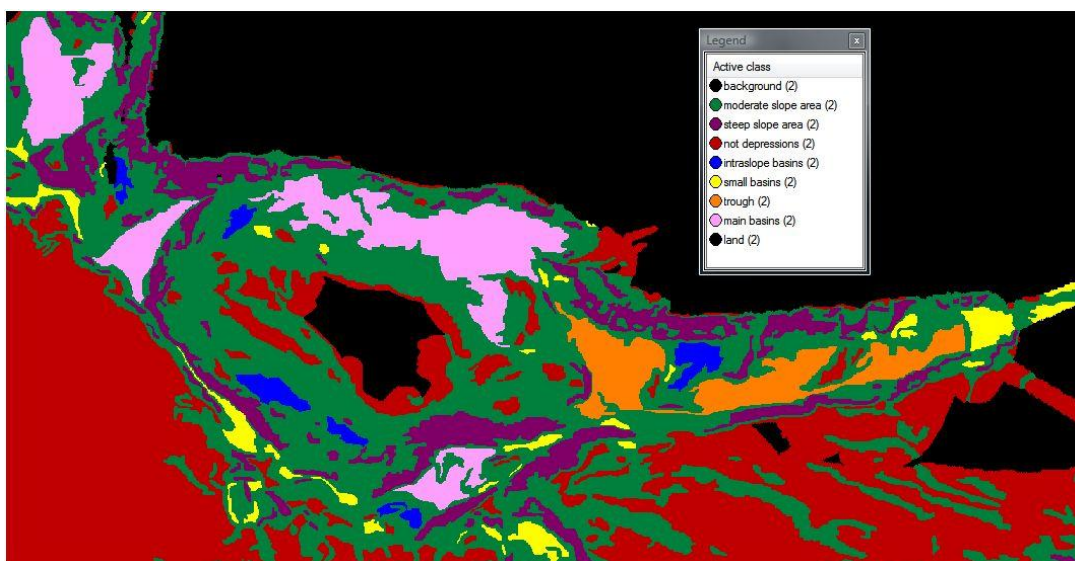 Legend
Active class
background (2)
moderate slope area (2)
steep slope area (2)
not depressions (2)
intraslope basins (2)
small basins (2)
trough (2)
main basins (2)
land (2)